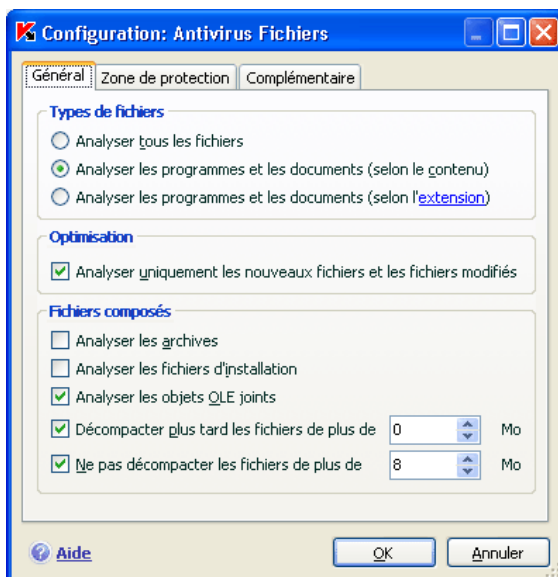 Configuration: Antivirus Fichiers
Général Zone de protection Complémentaire
Types de fichiers
Analyser tous les fichiers
Analyser les programmes et les documents (selon le contenu)
Analyser les programmes et les documents (selon l'extension)
Optimisation
Analyser uniquement les nouveaux fichiers et les fichiers modifiés
Fichiers composés
Analyser les archives
Analyser les fichiers d'installation
Analyser les objets OLE joints
Décompacter plus tard les fichiers de plus de 0 Mo
Ne pas décompacter les fichiers de plus de 8 Mo
Aide OK Annuler